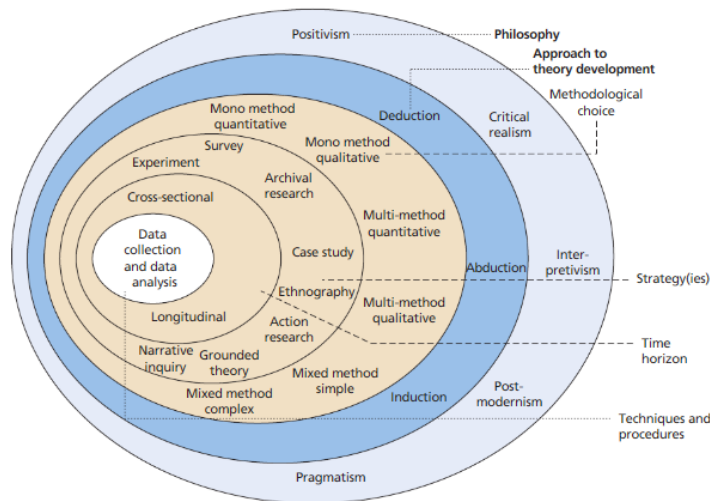 Positivism
Philosophy
Approach to
theory development
Methodological
choice
Deduction
Critical
realism
Mono method
quantitative
Mono method
qualitative
Survey
Experiment
Archival
research
Cross-sectional
Multi-method
quantitative
Data
collection
and data
analysis
Case study
Abduction
Inter-
pretivism
Strategy(ies)
Ethnography
Multi-method
qualitative
Longitudinal
Action
research
Time
horizon
Narrative
inquiry
Grounded
theory
Mixed method
simple
Mixed method
complex
Induction
Post-
modernism
Techniques and
procedures
Pragmatism